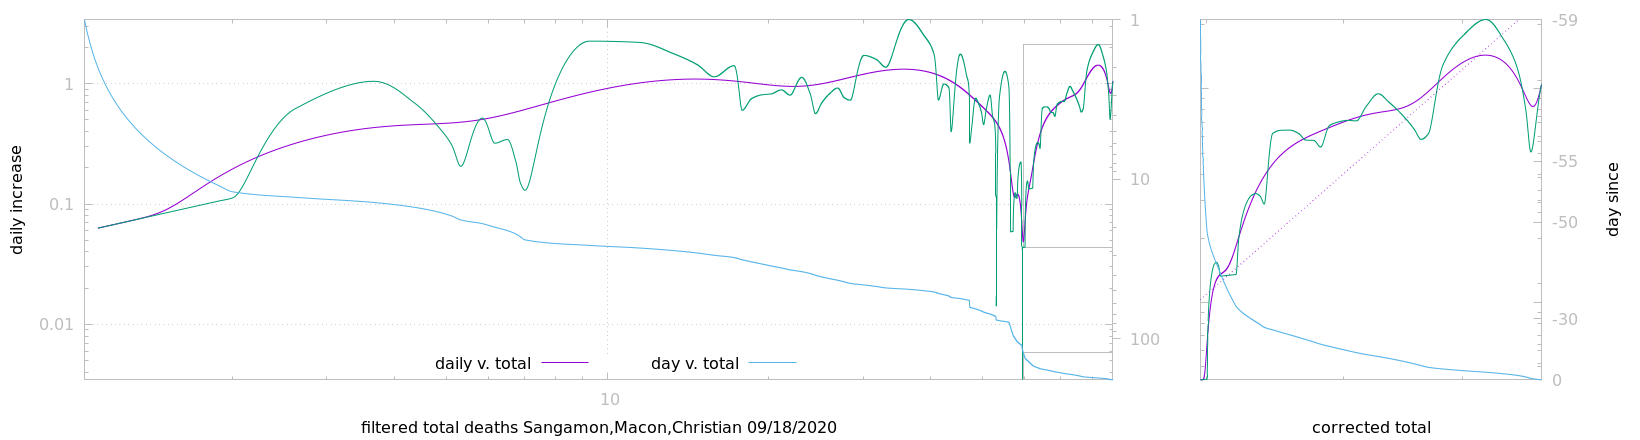 daily increase
1
0.1
0.01
10
1
10
100
daily v. total
day v. total
filtered total deaths Sangamon,Macon,Christian 09/18/2020
-59
-55
-50
-30
0
day since
corrected total